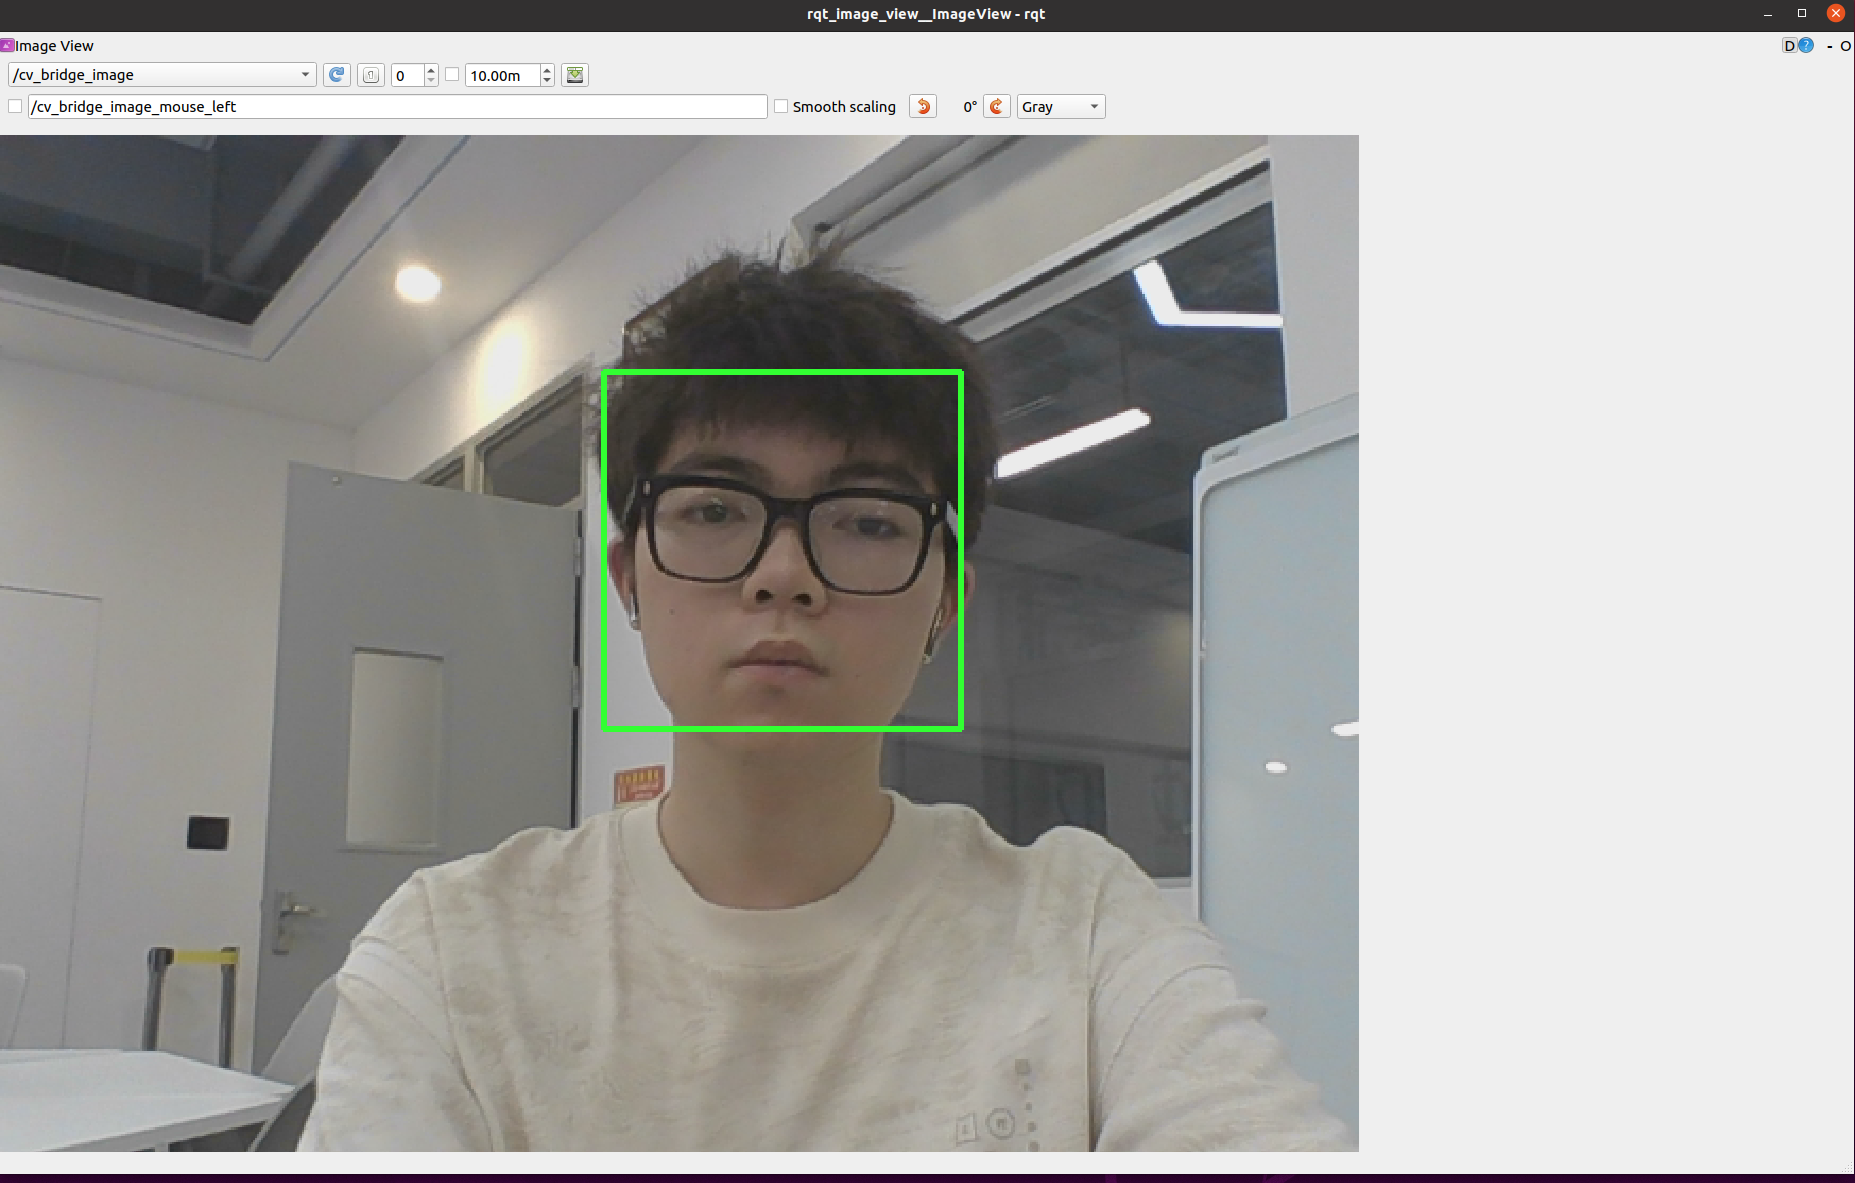 rqt_image_view__ImageView - rqt
Image View
D ? - O
/cv_bridge_image 0 10.00m
/cv_bridge_image_mouse_left Smooth scaling 0° Gray